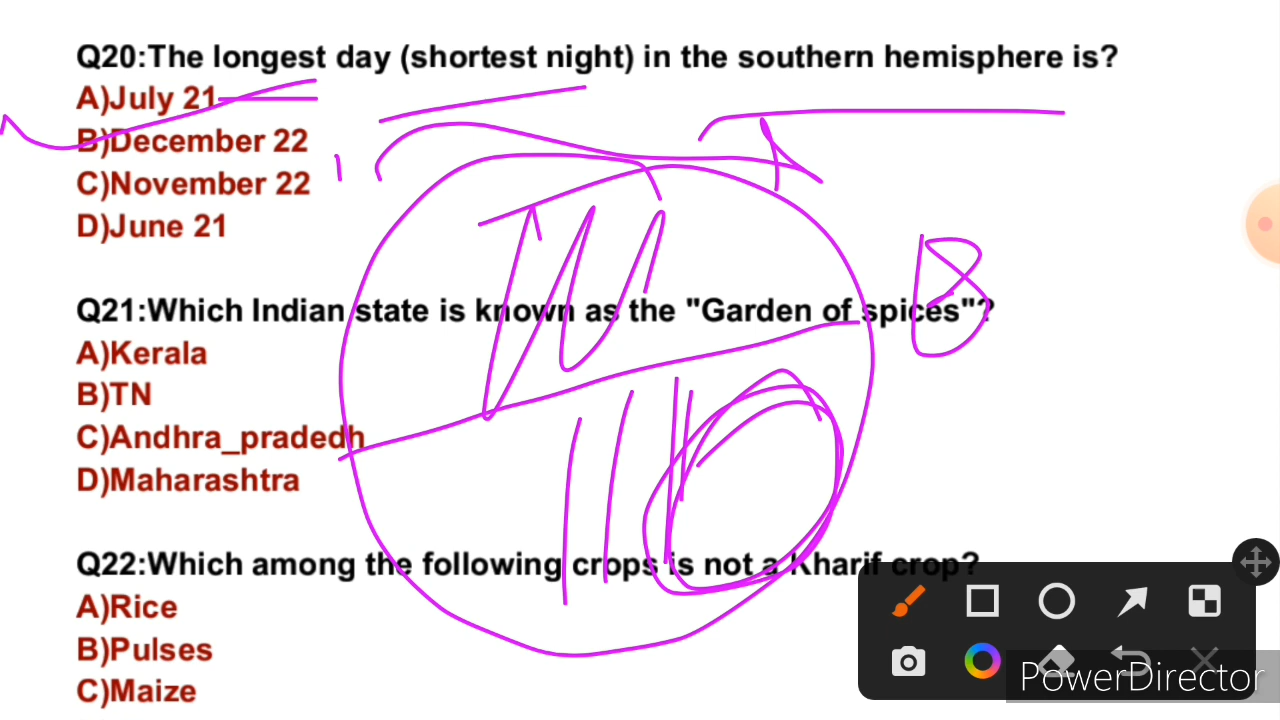 Q20:The longest day (shortest night) in the southern hemisphere is?
A)July 21
B)December 22
C)November 22
D)June 21
B
Q21:Which Indian state is known as the "Garden of spices"?
A)Kerala
B)TN
C)Andhra_pradedh
D)Maharashtra
Q22:Which among the following crops is not a Kharif crop?
A)Rice
B)Pulses
C)Maize
PowerDirector